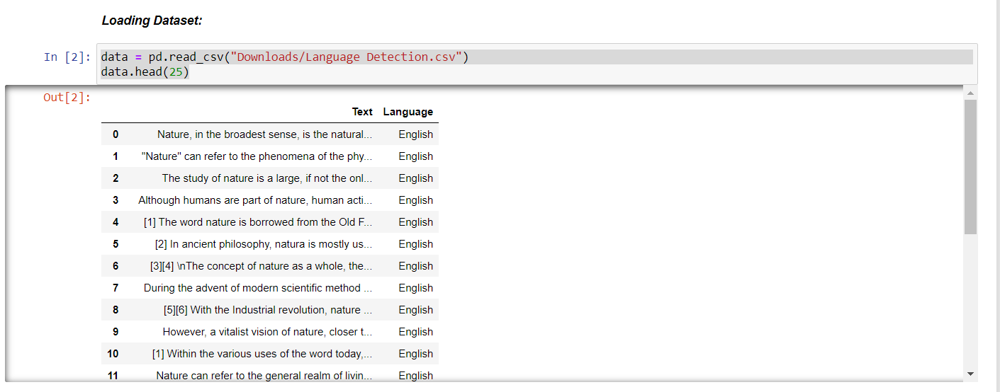 Loading Dataset:
In [2]: data = pd.read_csv("Downloads/Language Detection.csv")
data.head(25)
Out[2]:
Text Language
0 Nature, in the broadest sense, is the natural... English
1 "Nature" can refer to the phenomena of the phy... English
2 The study of nature is a large, if not the onl... English
3 Although humans are part of nature, human acti... English
4 [1] The word nature is borrowed from the Old F... English
5 [2] In ancient philosophy, natura is mostly us... English
6 [3][4] \nThe concept of nature as a whole, the... English
7 During the advent of modern scientific method ... English
8 [5][6] With the Industrial revolution, nature ... English
9 However, a vitalist vision of nature, closer t... English
10 [1] Within the various uses of the word today,... English
11 Nature can refer to the general realm of livin... English